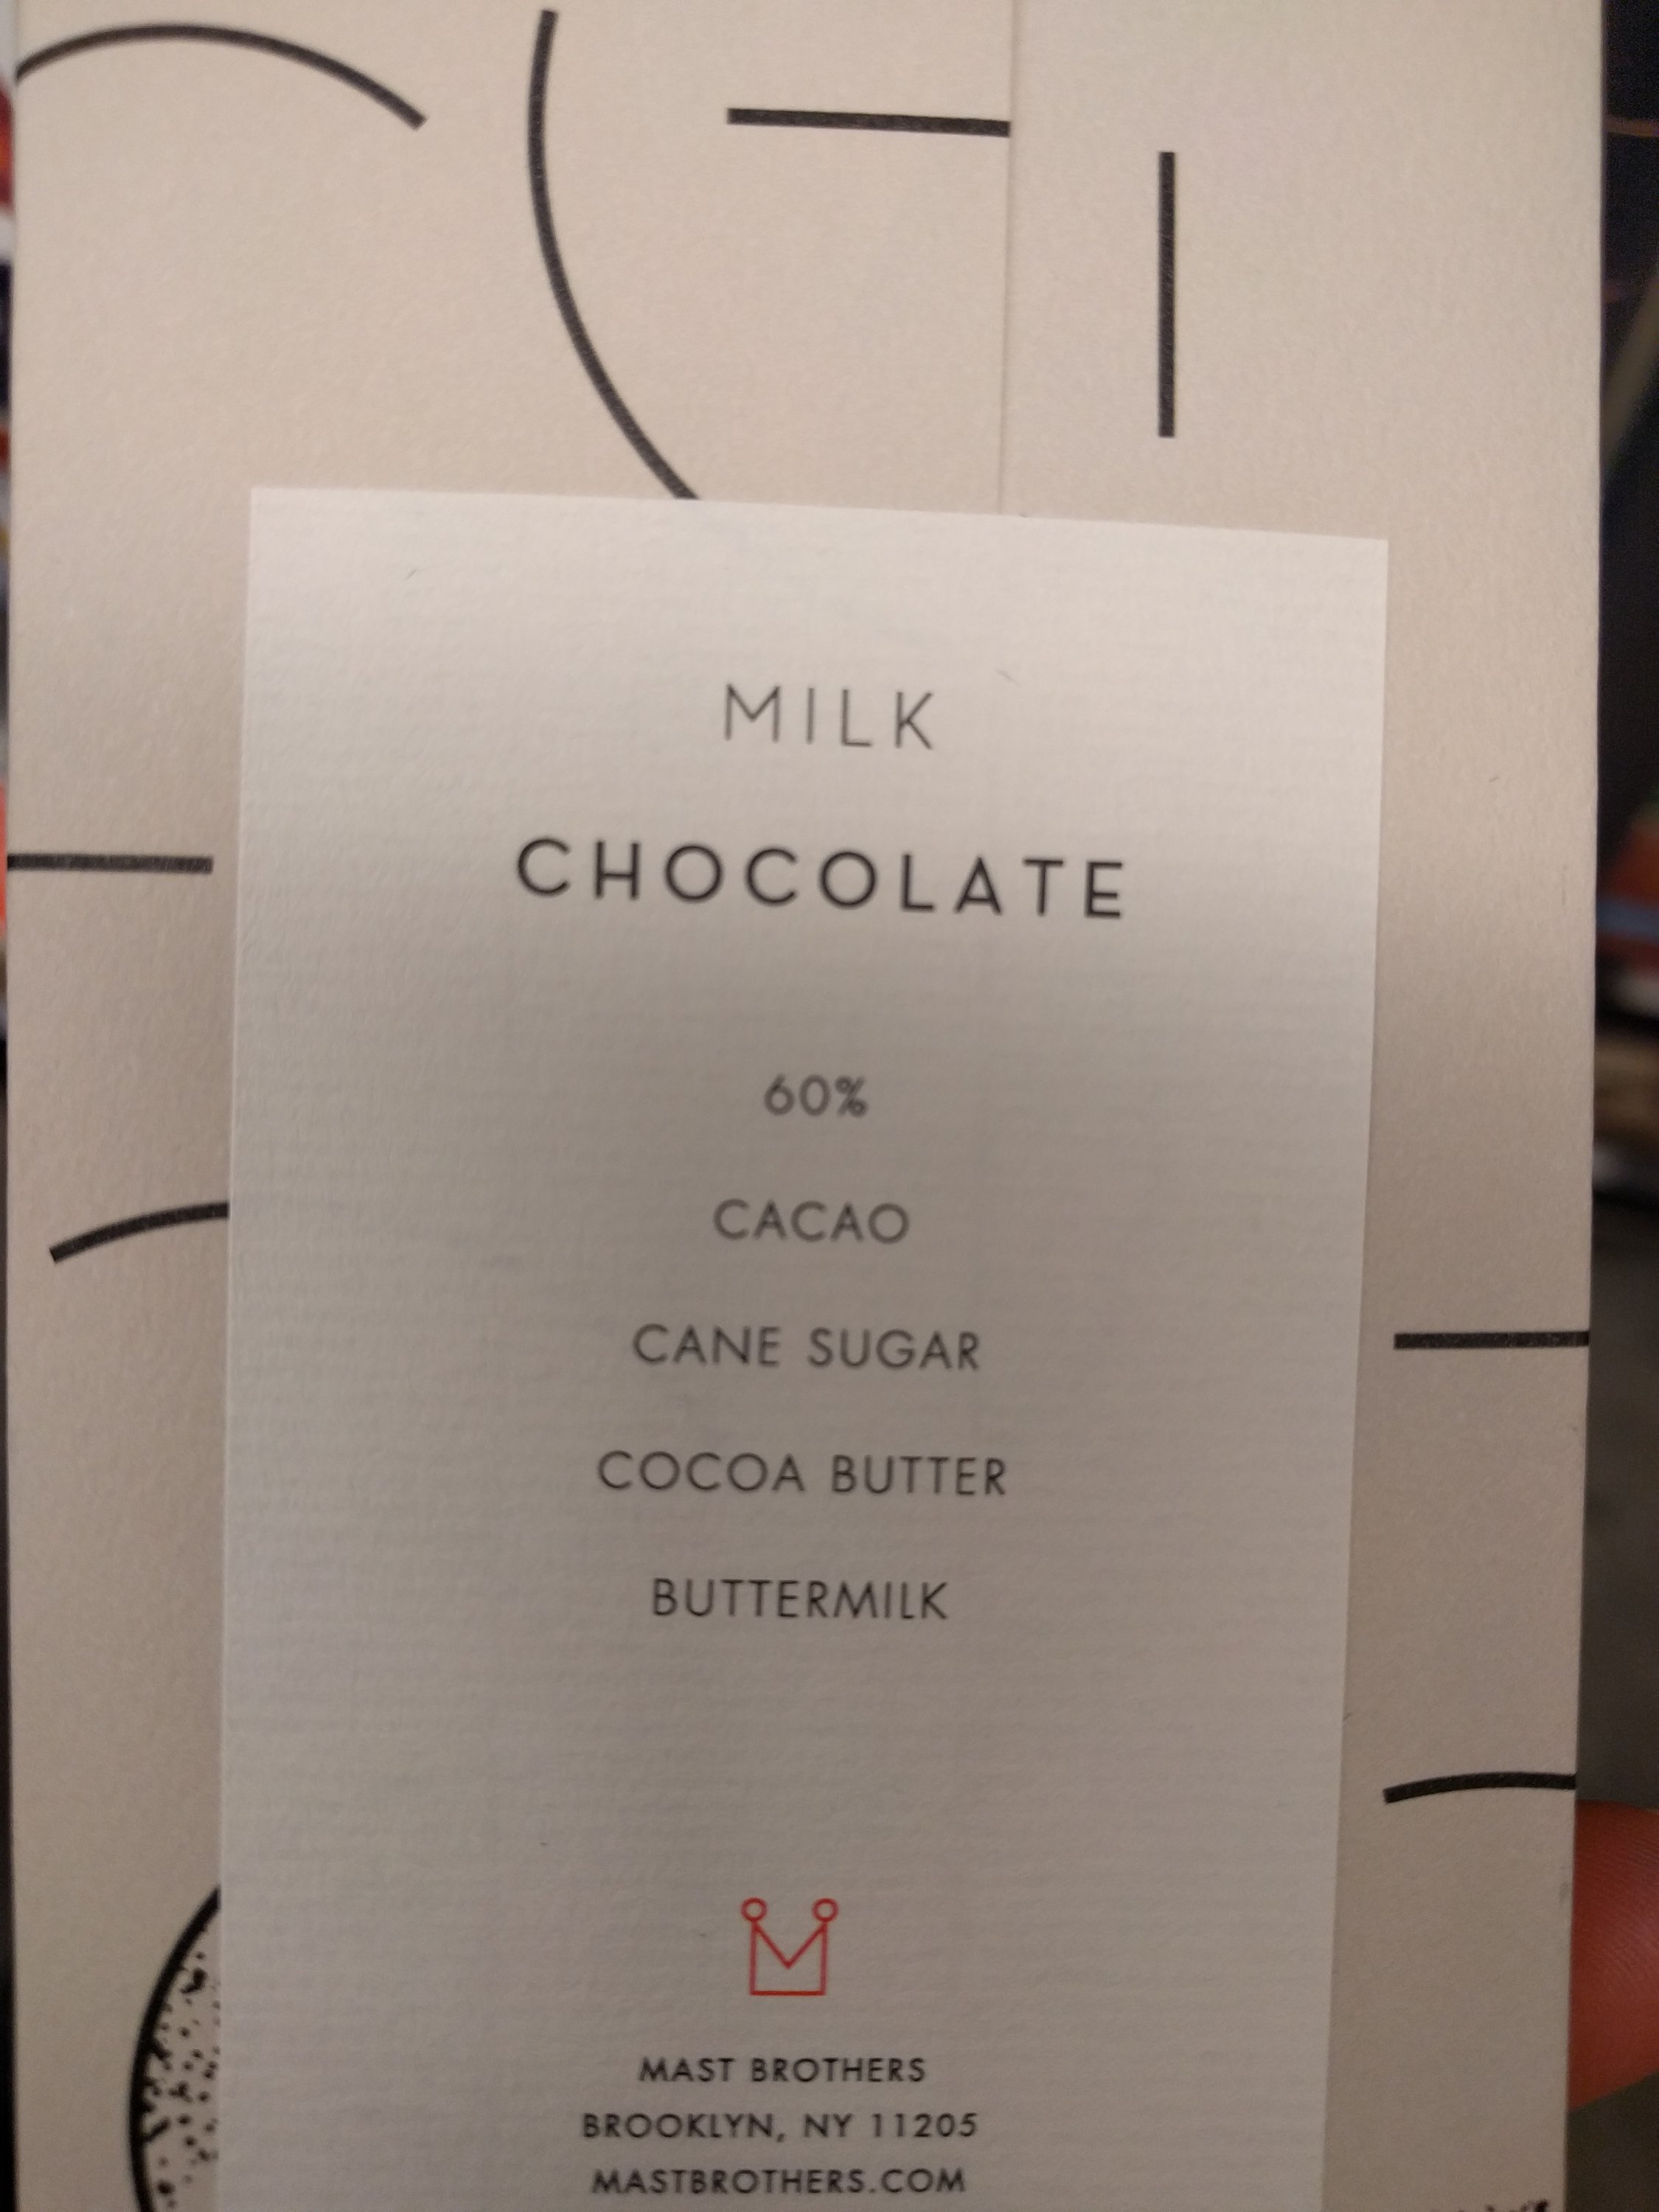 MILK
CHOCOLATE
60%
CACAO
CANE SUGAR
COCOA BUTTER
BUTTERMILK
MAST BROTHERS
BROOKLYN, NY 11205
MASTBROTHERS.COM